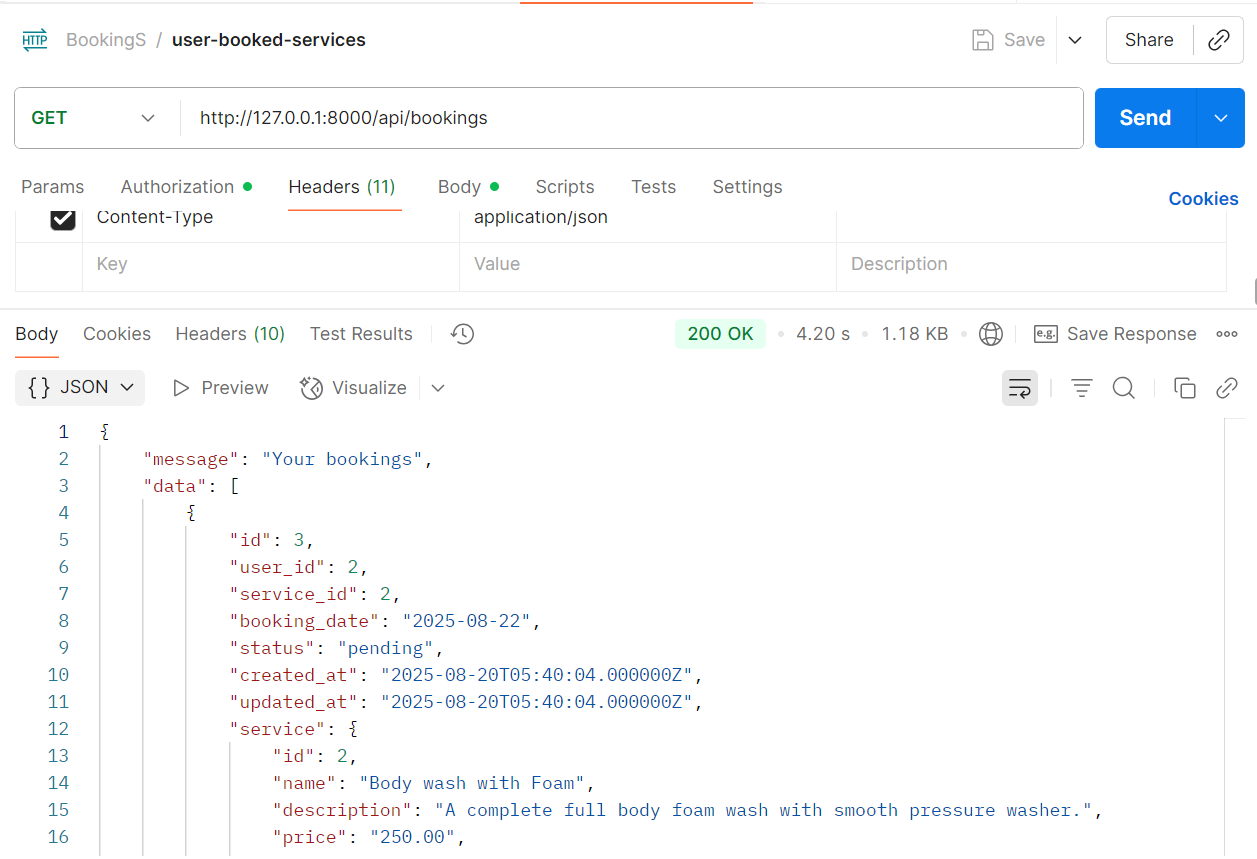 HTTP BookingS / user-booked-services Save Share
GET http://127.0.0.1:8000/api/bookings Send
Params Authorization Headers (11) Body Scripts Tests Settings Cookies
Content-Type application/json
Key Value Description
Body Cookies Headers (10) Test Results 200 OK 4.20 s 1.18 KB e.g. Save Response
{} JSON Preview Visualize
1 {
2 "message": "Your bookings",
3 "data": [
4 {
5 "id": 3,
6 "user_id": 2,
7 "service_id": 2,
8 "booking_date": "2025-08-22",
9 "status": "pending",
10 "created_at": "2025-08-20T05:40:04.000000Z",
11 "updated_at": "2025-08-20T05:40:04.000000Z",
12 "service": {
13 "id": 2,
14 "name": "Body wash with Foam",
15 "description": "A complete full body foam wash with smooth pressure washer.",
16 "price": "250.00",